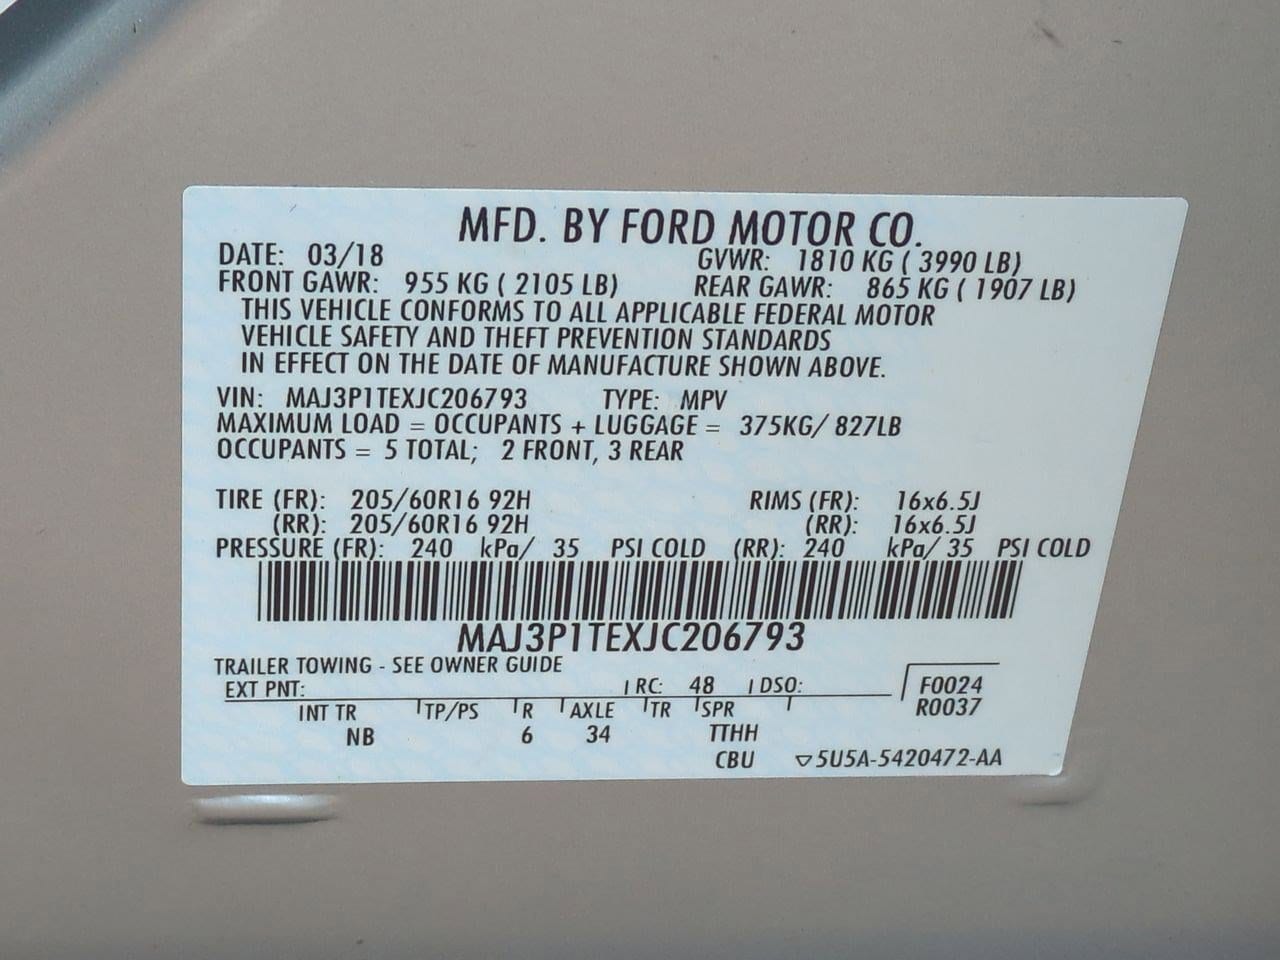 MFD. BY FORD MOTOR CO.
DATE: 03/18 GVWR: 1810 KG ( 3990 LB)
FRONT GAWR: 955 KG ( 2105 LB) REAR GAWR: 865 KG ( 1907 LB)
THIS VEHICLE CONFORMS TO ALL APPLICABLE FEDERAL MOTOR
VEHICLE SAFETY AND THEFT PREVENTION STANDARDS
IN EFFECT ON THE DATE OF MANUFACTURE SHOWN ABOVE.
VIN: MAJ3P1TEXJC206793 TYPE: MPV
MAXIMUM LOAD = OCCUPANTS + LUGGAGE = 375KG/ 827LB
OCCUPANTS = 5 TOTAL; 2 FRONT, 3 REAR
TIRE (FR): 205/60R16 92H RIMS (FR): 16x6.5J
(RR): 205/60R16 92H (RR): 16x6.5J
PRESSURE (FR): 240 kPa/ 35 PSI COLD (RR): 240 kPa/ 35 PSI COLD
MAJ3P1TEXJC206793
TRAILER TOWING - SEE OWNER GUIDE
EXT PNT: RC: 48 DSO: F0024
INT TR TP/PS R AXLE TR SPR R0037
NB 6 34 TTHH
CBU ▽5U5A-5420472-AA